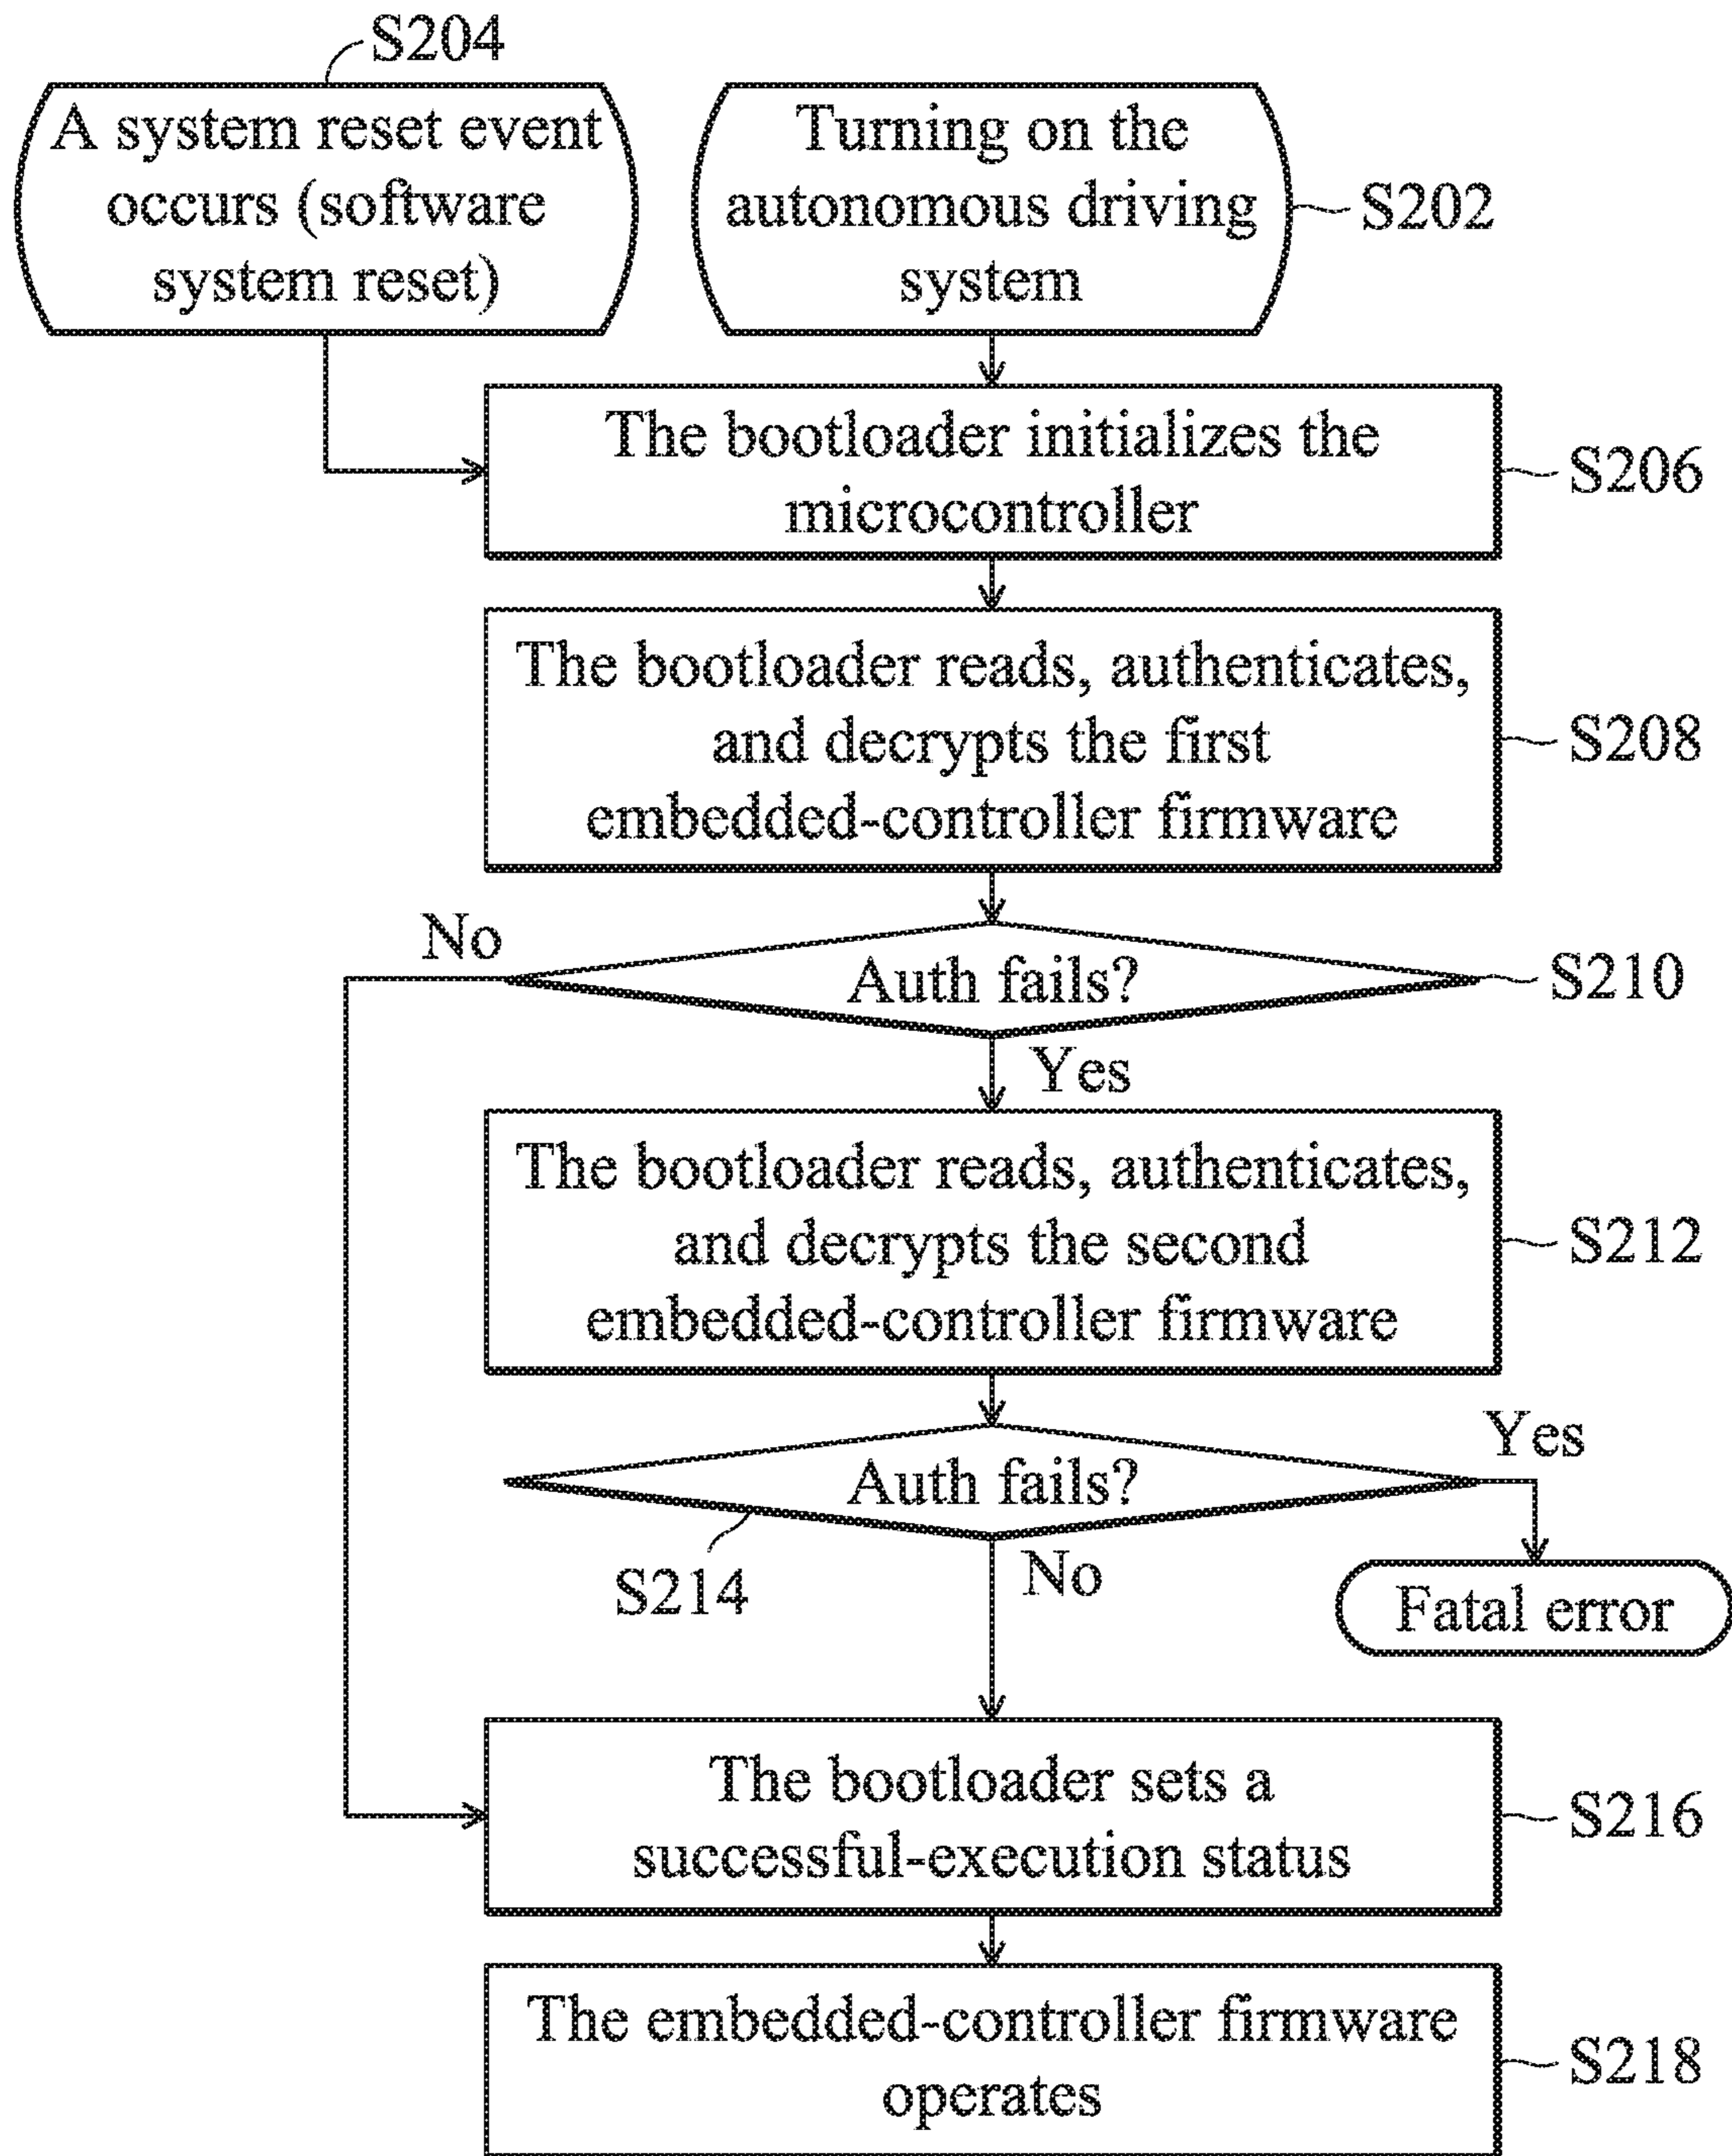 S204
A system reset event
occurs (software
system reset)
Turning on the
autonomous driving
system
S202
The bootloader initializes the
microcontroller
S206
The bootloader reads, authenticates,
and decrypts the first
embedded-controller firmware
S208
No
Auth fails?
S210
Yes
The bootloader reads, authenticates,
and decrypts the second
embedded-controller firmware
S212
Yes
Auth fails?
S214
No
Fatal error
The bootloader sets a
successful-execution status
S216
The embedded-controller firmware
operates
S218